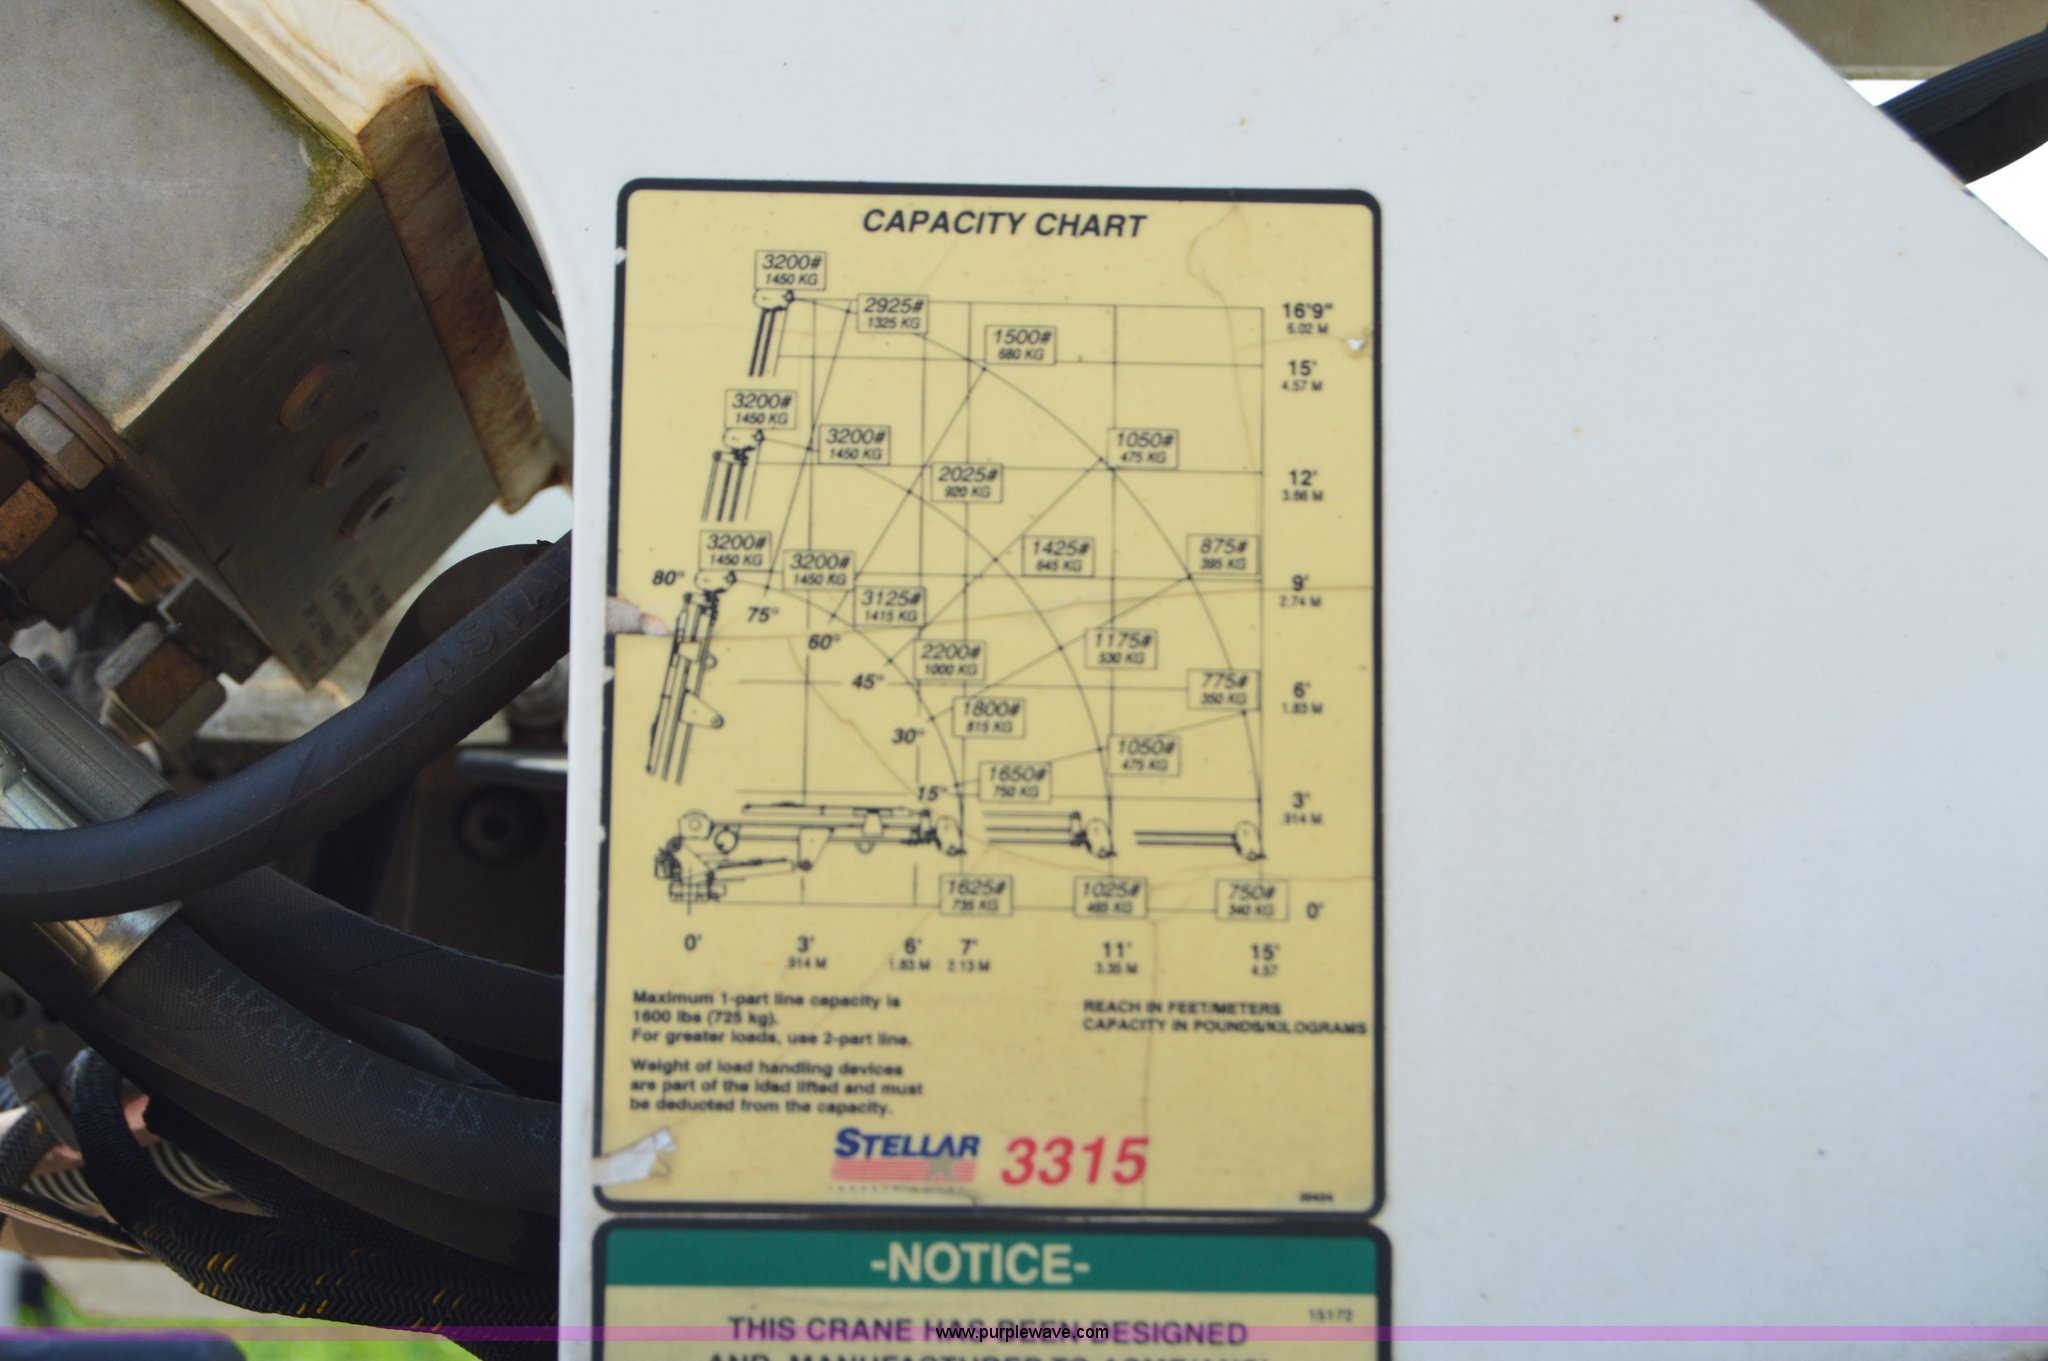 CAPACITY CHART
3200#
1450 KG
2925#
1325 KG
16'9"
5.02 M
1500#
680 KG
15'
4.57 M
3200#
1450 KG
3200#
1450 KG
1050#
475 KG
2025#
920 KG
12'
3.66 M
3200#
1450 KG
3200#
1450 KG
1425#
645 KG
875#
395 KG
80°
75°
3125#
1415 KG
9'
2.74 M
60°
2200#
1000 KG
1175#
530 KG
45°
775#
350 KG
6'
1.83 M
1800#
815 KG
30°
1050#
475 KG
1650#
750 KG
15°
3'
.914 M
1625#
735 KG
1025#
465 KG
750#
340 KG
0'
0' 3' 6' 7' 11' 15'
.914 M 1.83 M 2.13 M 3.35 M 4.57
Maximum 1-part line capacity is
1600 lbs (725 kg).
For greater loads, use 2-part line.
REACH IN FEET/METERS
CAPACITY IN POUNDS/KILOGRAMS
Weight of load handling devices
are part of the load lifted and must
be deducted from the capacity.
STELLAR 3315
-NOTICE-
15172
THIS CRANE HAS BEEN DESIGNED
www.purplewave.com